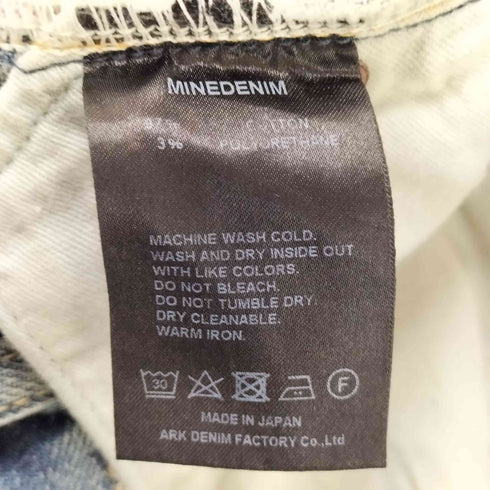 MINEDENIM
3% POLYURETHANE
MACHINE WASH COLD.
WASH AND DRY INSIDE OUT
WITH LIKE COLORS.
DO NOT BLEACH.
DO NOT TUMBLE DRY.
DRY CLEANABLE.
WARM IRON.
30 F
MADE IN JAPAN
ARK DENIM FACTORY Co.,Ltd